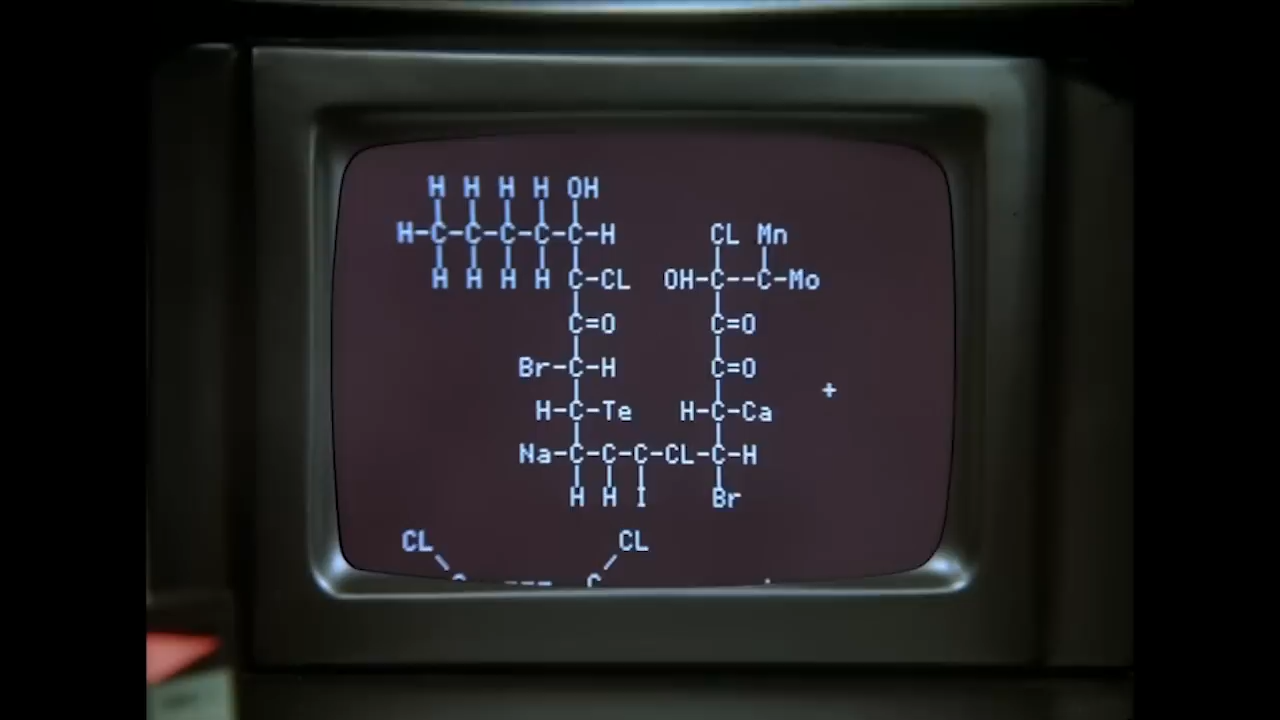 H H H H OH
H-C-C-C-C-C-H CL Mn
H H H H C-CL OH-C--C-Mo
C=O C=O
Br-C-H C=O +
H-C-Te H-C-Ca
Na-C-C-C-CL-C-H
H H I Br
CL CL